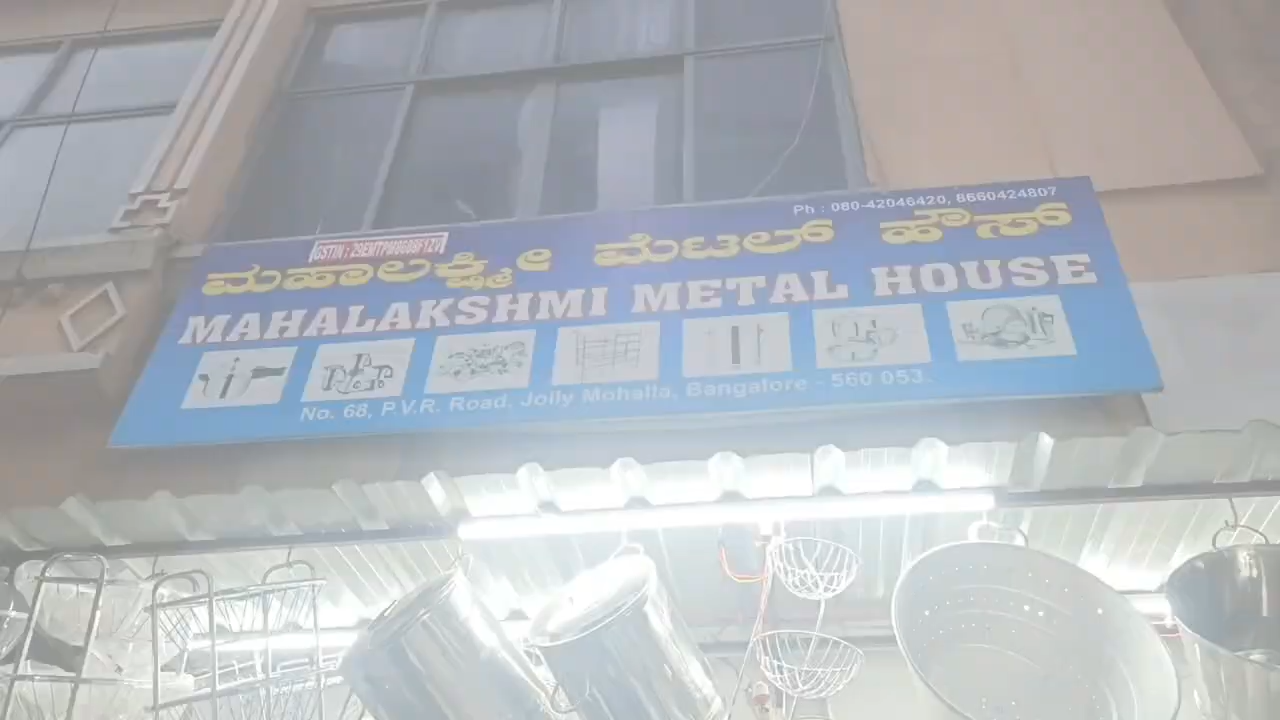 Ph : 080-42046420, 8660424807
ಮಹಾಲಕ್ಷ್ಮೀ ಮೆಟಲ್ ಹೌಸ್
MAHALAKSHMI METAL HOUSE
No. 68, P.V.R. Road, Jolly Mohalla, Bangalore - 560 053.